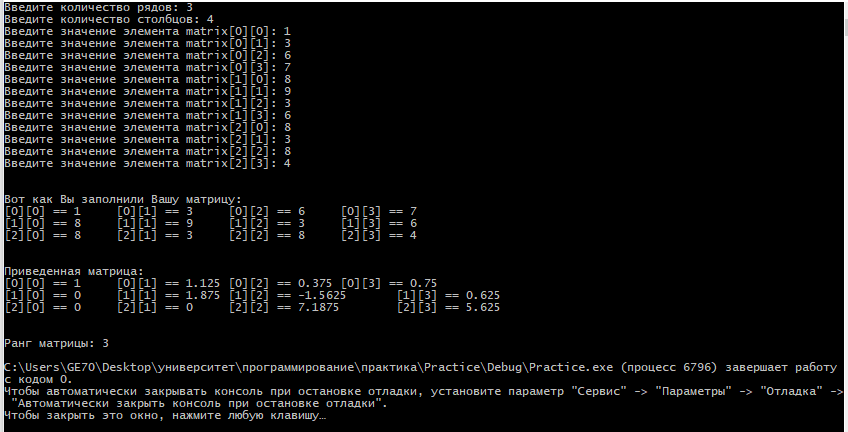 Введите количество рядов: 3
Введите количество столбцов: 4
Введите значение элемента matrix[0][0]: 1
Введите значение элемента matrix[0][1]: 3
Введите значение элемента matrix[0][2]: 6
Введите значение элемента matrix[0][3]: 7
Введите значение элемента matrix[1][0]: 8
Введите значение элемента matrix[1][1]: 9
Введите значение элемента matrix[1][2]: 3
Введите значение элемента matrix[1][3]: 6
Введите значение элемента matrix[2][0]: 8
Введите значение элемента matrix[2][1]: 3
Введите значение элемента matrix[2][2]: 8
Введите значение элемента matrix[2][3]: 4
Вот как Вы заполнили Вашу матрицу:
[0][0] == 1 [0][1] == 3 [0][2] == 6 [0][3] == 7
[1][0] == 8 [1][1] == 9 [1][2] == 3 [1][3] == 6
[2][0] == 8 [2][1] == 3 [2][2] == 8 [2][3] == 4
Приведенная матрица:
[0][0] == 1 [0][1] == 1.125 [0][2] == 0.375 [0][3] == 0.75
[1][0] == 0 [1][1] == 1.875 [1][2] == -1.5625 [1][3] == 0.625
[2][0] == 0 [2][1] == 0 [2][2] == 7.1875 [2][3] == 5.625
Ранг матрицы: 3
C:\Users\GE70\Desktop\университет\программирование\практика\Practice\Debug\Practice.exe (процесс 6796) завершает работу
с кодом 0.
Чтобы автоматически закрывать консоль при остановке отладки, установите параметр "Сервис" -> "Параметры" -> "Отладка" ->
"Автоматически закрыть консоль при остановке отладки".
Чтобы закрыть это окно, нажмите любую клавишу…